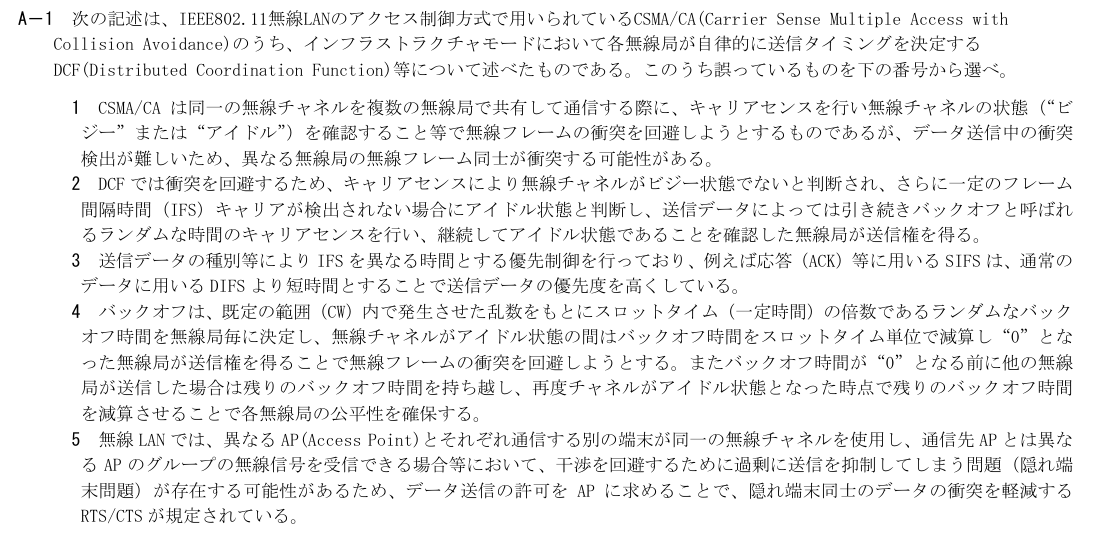 A－1　次の記述は、IEEE802.11無線LANのアクセス制御方式で用いられているCSMA/CA(Carrier Sense Multiple Access with
Collision Avoidance)のうち、インフラストラクチャモードにおいて各無線局が自律的に送信タイミングを決定する
DCF(Distributed Coordination Function)等について述べたものである。このうち誤っているものを下の番号から選べ。
1　CSMA/CA は同一の無線チャネルを複数の無線局で共有して通信する際に、キャリアセンスを行い無線チャネルの状態（“ビ
ジー”または“アイドル”）を確認すること等で無線フレームの衝突を回避しようとするものであるが、データ送信中の衝突
検出が難しいため、異なる無線局の無線フレーム同士が衝突する可能性がある。
2　DCF では衝突を回避するため、キャリアセンスにより無線チャネルがビジー状態でないと判断され、さらに一定のフレーム
間隔時間（IFS）キャリアが検出されない場合にアイドル状態と判断し、送信データによっては引き続きバックオフと呼ばれ
るランダムな時間のキャリアセンスを行い、継続してアイドル状態であることを確認した無線局が送信権を得る。
3　送信データの種別等により IFS を異なる時間とする優先制御を行っており、例えば応答（ACK）等に用いる SIFS は、通常の
データに用いる DIFS より短時間とすることで送信データの優先度を高くしている。
4　バックオフは、既定の範囲（CW）内で発生させた乱数をもとにスロットタイム（一定時間）の倍数であるランダムなバック
オフ時間を無線局毎に決定し、無線チャネルがアイドル状態の間はバックオフ時間をスロットタイム単位で減算し“0”とな
った無線局が送信権を得ることで無線フレームの衝突を回避しようとする。またバックオフ時間が“0”となる前に他の無線
局が送信した場合は残りのバックオフ時間を持ち越し、再度チャネルがアイドル状態となった時点で残りのバックオフ時間
を減算させることで各無線局の公平性を確保する。
5　無線 LAN では、異なる AP(Access Point)とそれぞれ通信する別の端末が同一の無線チャネルを使用し、通信先 AP とは異な
る AP のグループの無線信号を受信できる場合等において、干渉を回避するために過剰に送信を抑制してしまう問題（隠れ端
末問題）が存在する可能性があるため、データ送信の許可を AP に求めることで、隠れ端末同士のデータの衝突を軽減する
RTS/CTS が規定されている。